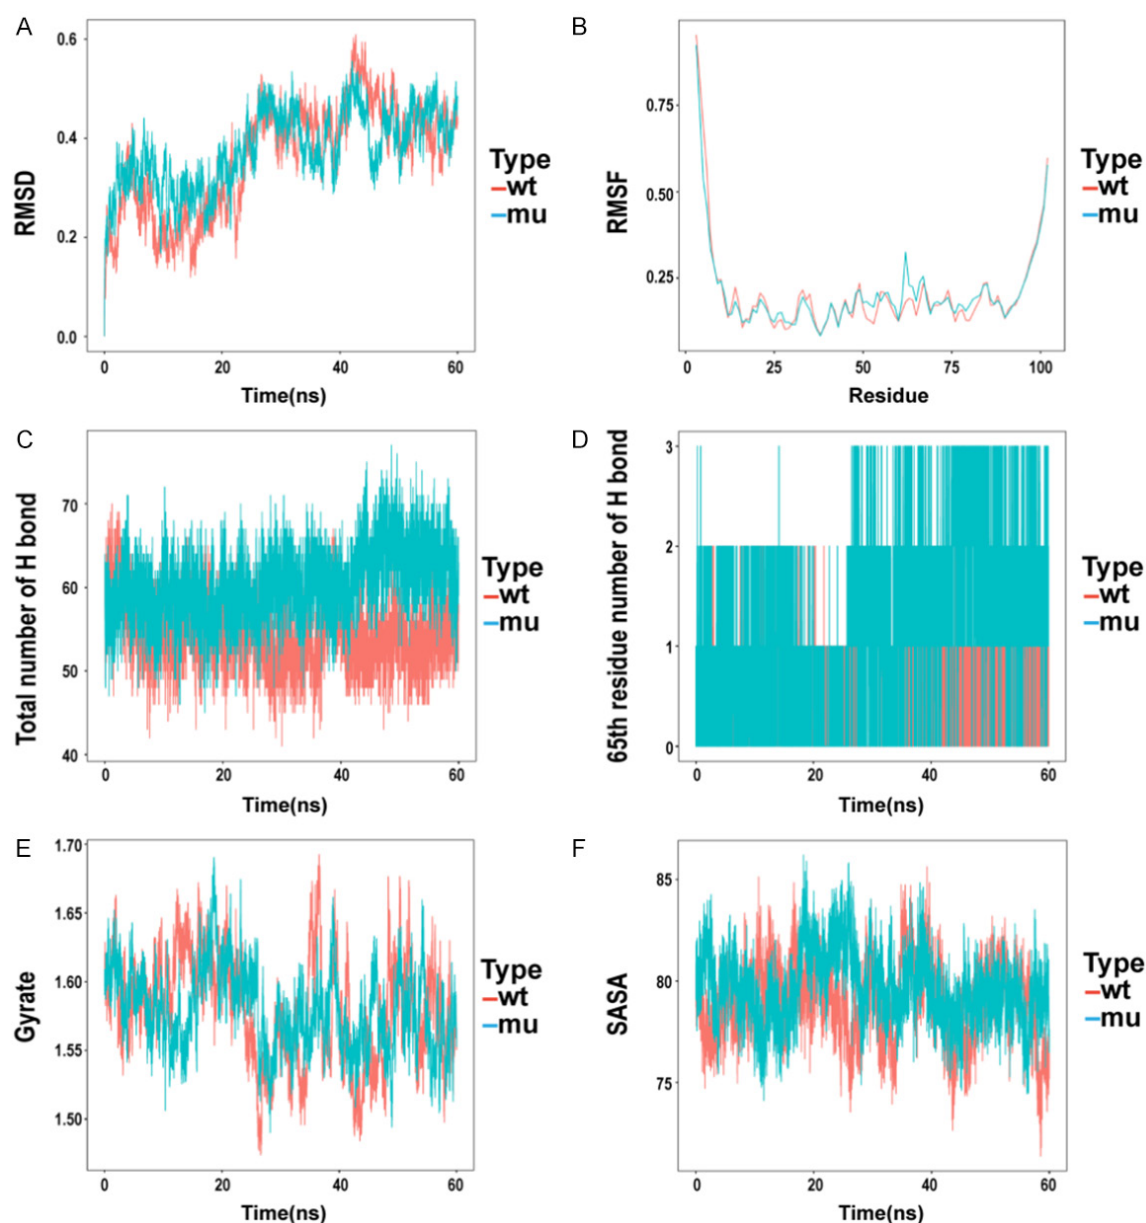 A
RMSD
0.6
0.4
0.2
0.0
0 20 40 60
Time(ns)
Type
wt
mu
B
RMSF
0.75
0.50
0.25
0 25 50 75 100
Residue
Type
wt
mu
C
Total number of H bond
70
60
50
40
0 20 40 60
Time(ns)
Type
wt
mu
D
65th residue number of H bond
3
2
1
0
0 20 40 60
Time(ns)
Type
wt
mu
E
Gyrate
1.70
1.65
1.60
1.55
1.50
0 20 40 60
Time(ns)
Type
wt
mu
F
SASA
85
80
75
0 20 40 60
Time(ns)
Type
wt
mu